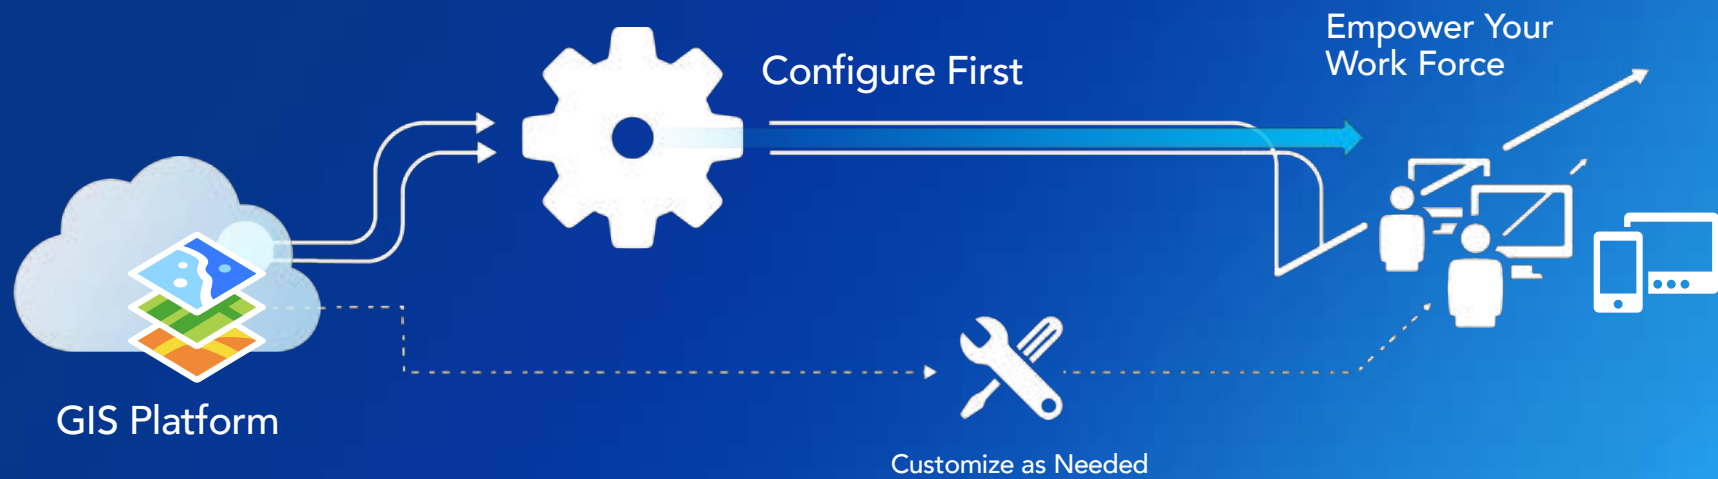 Empower Your
Work Force
Configure First
GIS Platform
Customize as Needed